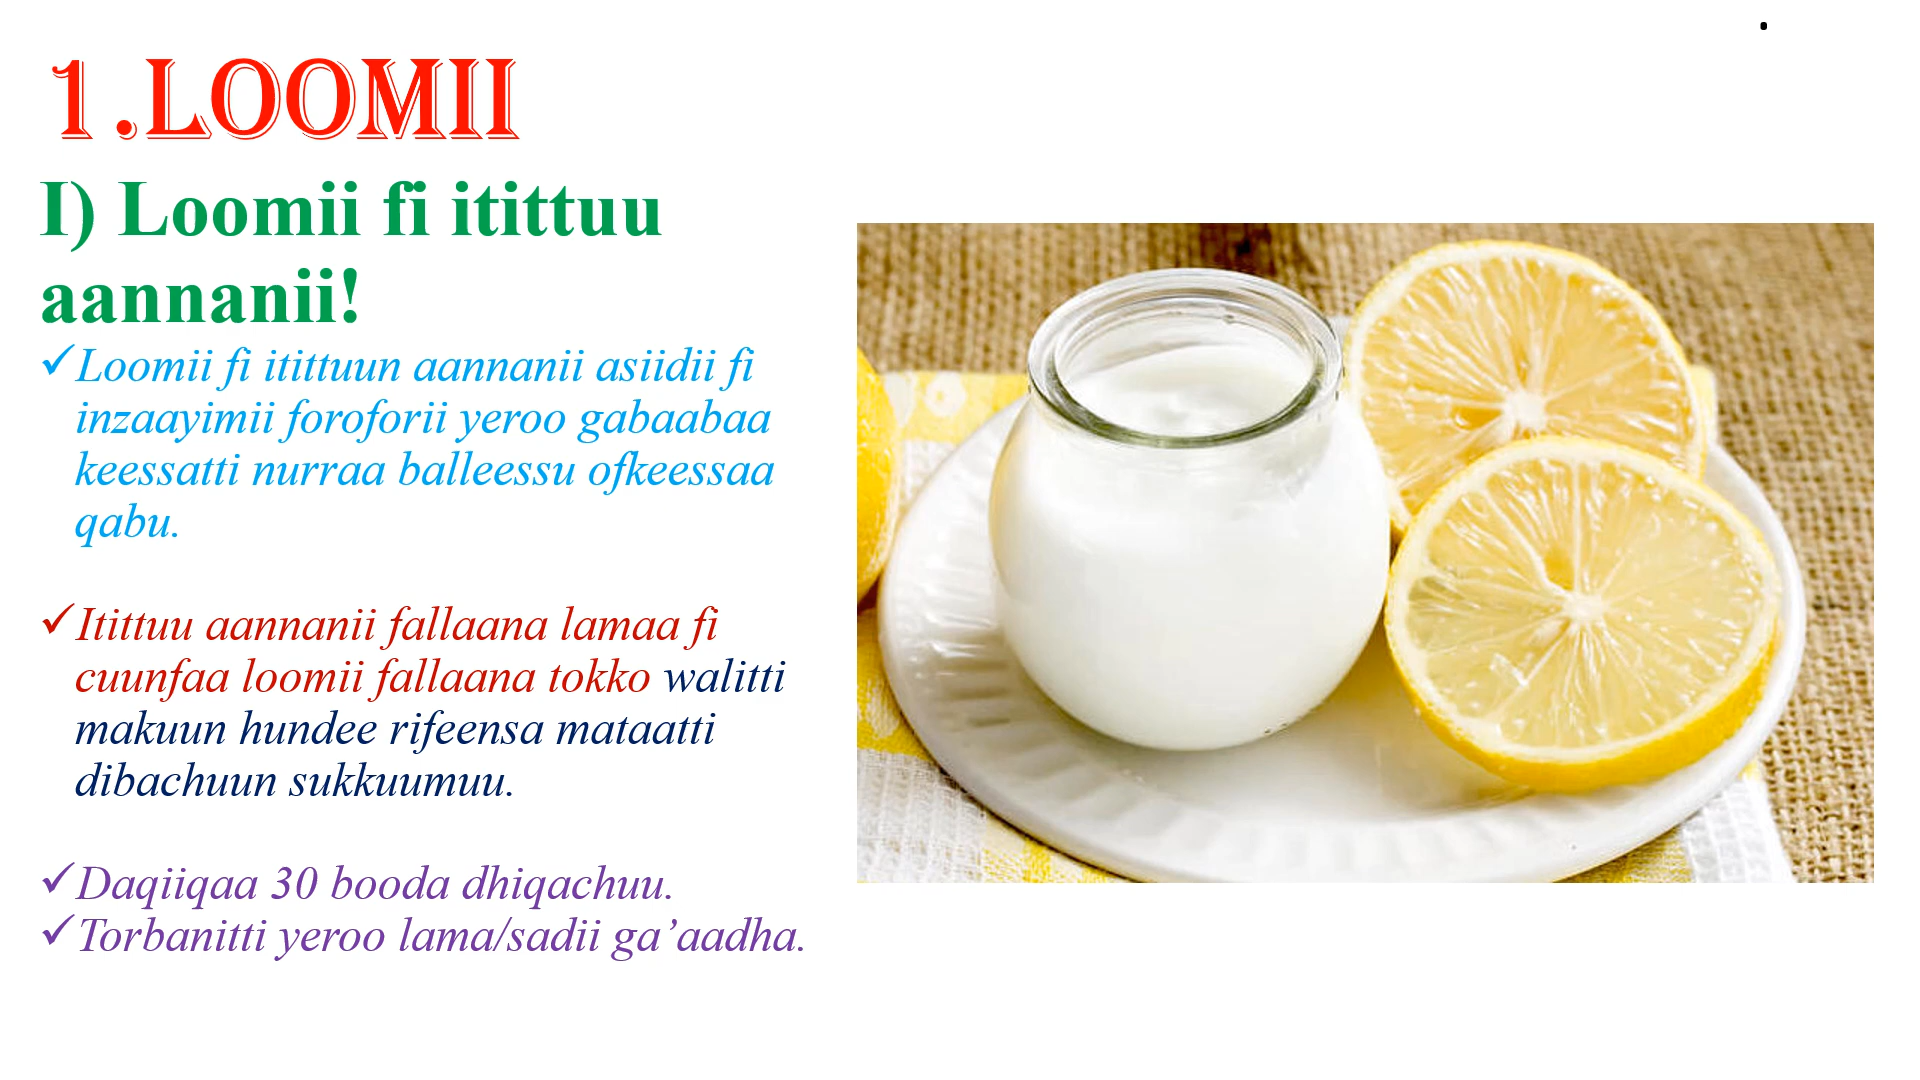 1.LOOMII
I) Loomii fi itittuu
aannanii!
✓Loomii fi itittuun aannanii asiidii fi
inzaayimii foroforii yeroo gabaabaa
keessatti nurraa balleessu ofkeessaa
qabu.
✓Itittuu aannanii fallaana lamaa fi
cuunfaa loomii fallaana tokko walitti
makuun hundee rifeensa mataatti
dibachuun sukkuumuu.
✓Daqiiqaa 30 booda dhiqachuu.
✓Torbanitti yeroo lama/sadii ga’aadha.